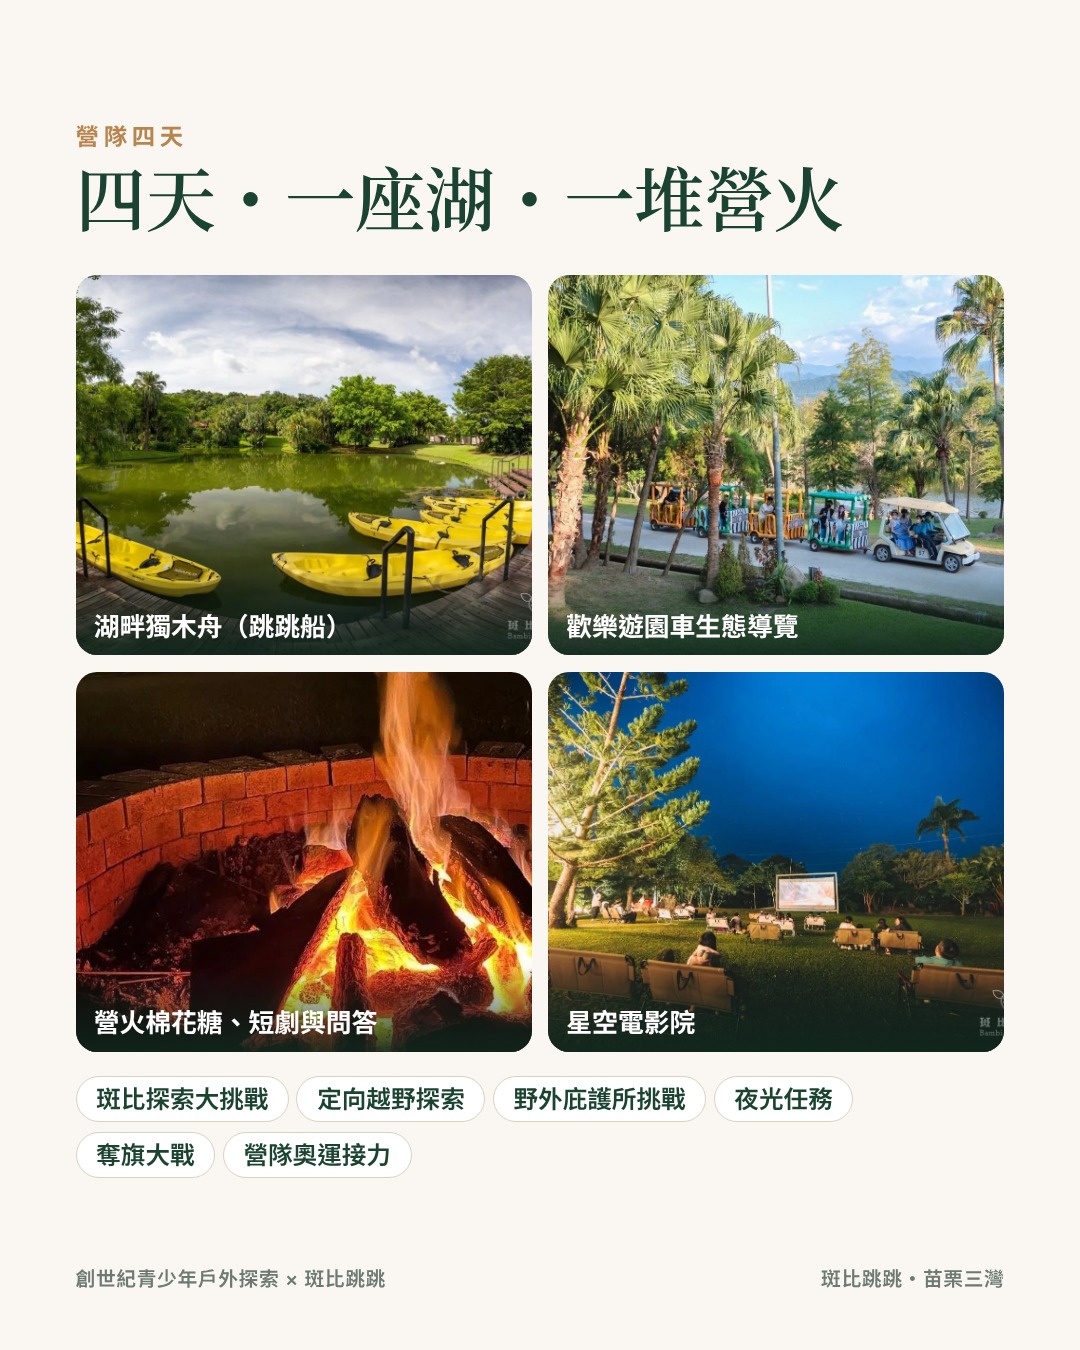 營隊四天
四天・一座湖・一堆營火
湖畔獨木舟（跳跳船）
歡樂遊園車生態導覽
營火棉花糖、短劇與問答
星空電影院
斑比探索大挑戰
定向越野探索
野外庇護所挑戰
夜光任務
奪旗大戰
營隊奧運接力
創世紀青少年戶外探索 × 斑比跳跳
斑比跳跳・苗栗三灣